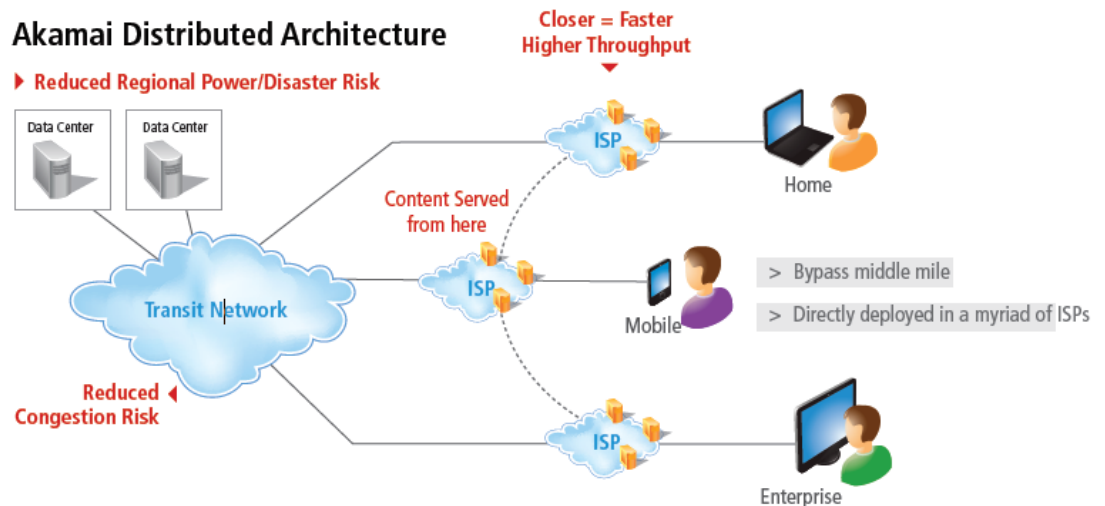 Akamai Distributed Architecture
Reduced Regional Power/Disaster Risk
Data Center
Data Center
Closer = Faster
Higher Throughput
ISP
Home
Content Served
from here
ISP
Mobile
> Bypass middle mile
> Directly deployed in a myriad of ISPs
Transit Network
Reduced
Congestion Risk
ISP
Enterprise